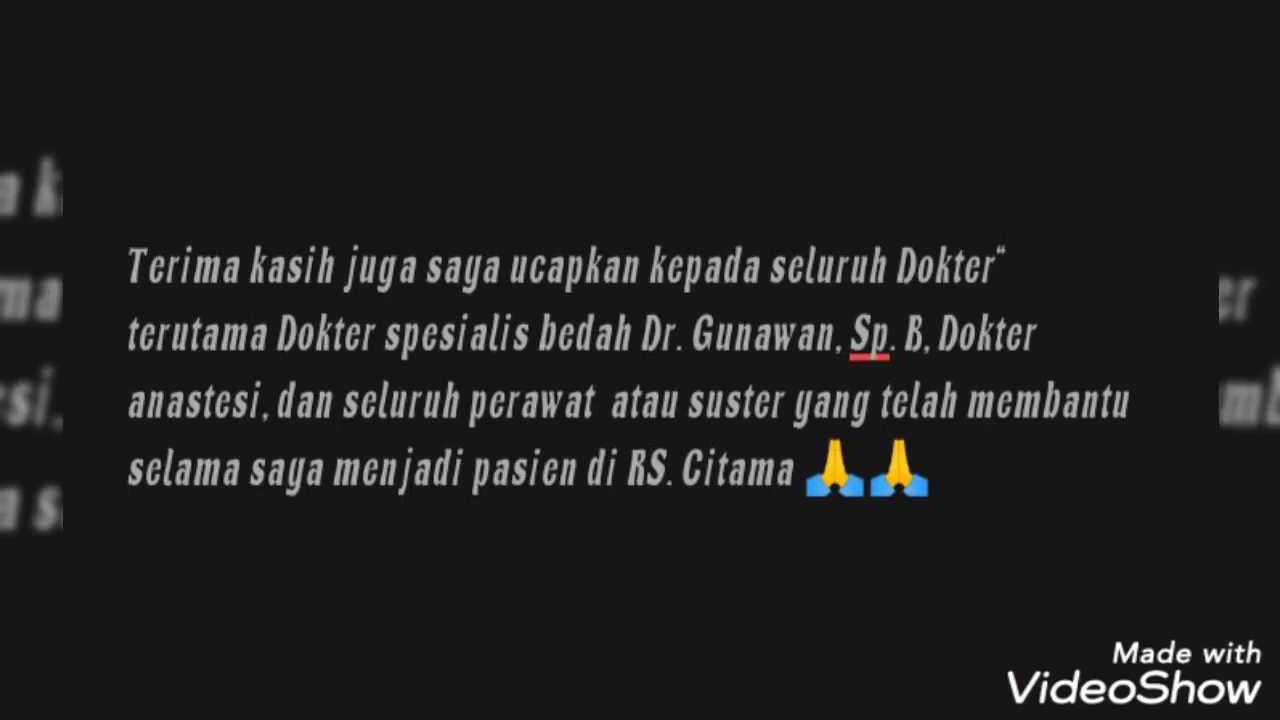 Terima kasih juga saya ucapkan kepada seluruh Dokter"
terutama Dokter spesialis bedah Dr. Gunawan, Sp. B, Dokter
anastesi, dan seluruh perawat atau suster yang telah membantu
selama saya menjadi pasien di RS. Citama 🙏🙏
Made with
VideoShow